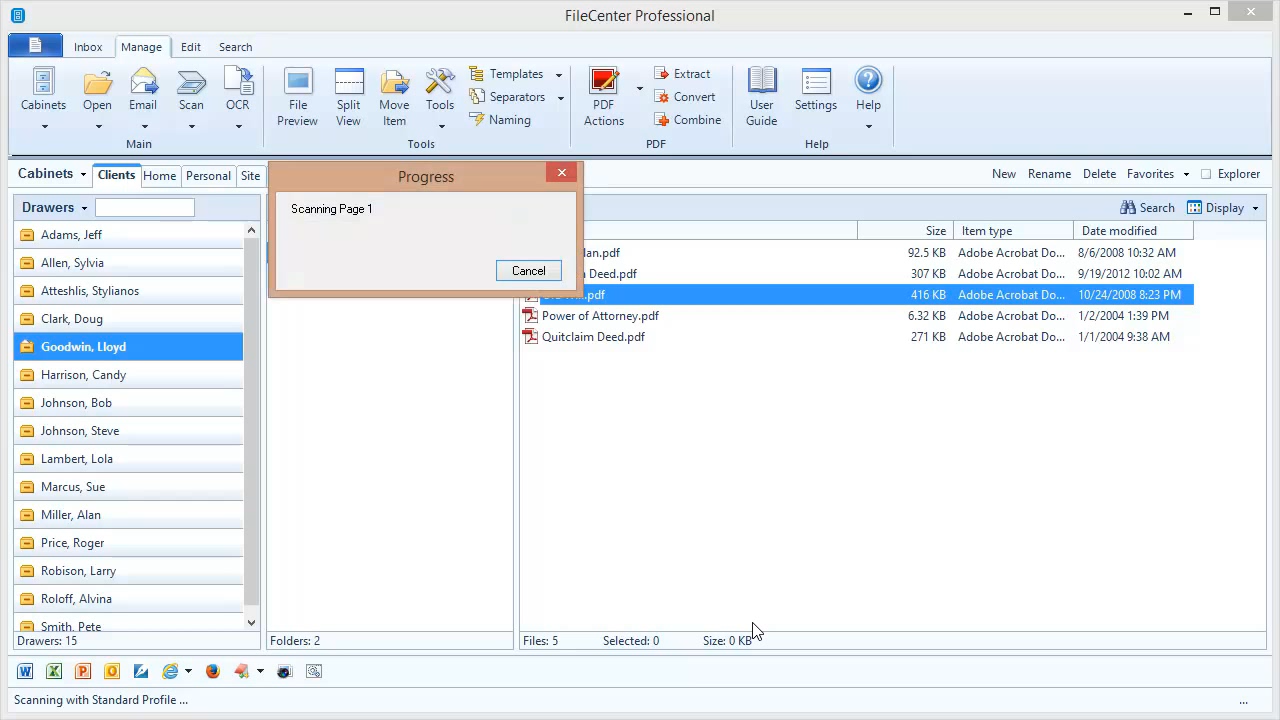 FileCenter Professional
Inbox Manage Edit Search
Cabinets Open Email Scan OCR
File Preview Split View Move Item Tools
Templates
Separators
Naming
PDF Actions
Extract
Convert
Combine
User Guide Settings Help
Main Tools PDF Help
Cabinets Clients Home Personal Site
New Rename Delete Favorites Explorer
Progress
Scanning Page 1
Cancel
Drawers
Search Display
Size Item type Date modified
Adams, Jeff
Allen, Sylvia
Atteshlis, Stylianos
Clark, Doug
Goodwin, Lloyd
Harrison, Candy
Johnson, Bob
Johnson, Steve
Lambert, Lola
Marcus, Sue
Miller, Alan
Price, Roger
Robison, Larry
Roloff, Alvina
Smith, Pete
lan.pdf 92.5 KB Adobe Acrobat Do... 8/6/2008 10:32 AM
Deed.pdf 307 KB Adobe Acrobat Do... 9/19/2012 10:02 AM
.pdf 416 KB Adobe Acrobat Do... 10/24/2008 8:23 PM
Power of Attorney.pdf 6.32 KB Adobe Acrobat Do... 1/2/2004 1:39 PM
Quitclaim Deed.pdf 271 KB Adobe Acrobat Do... 1/1/2004 9:38 AM
Drawers: 15 Folders: 2 Files: 5 Selected: 0 Size: 0 KB
Scanning with Standard Profile ... ...